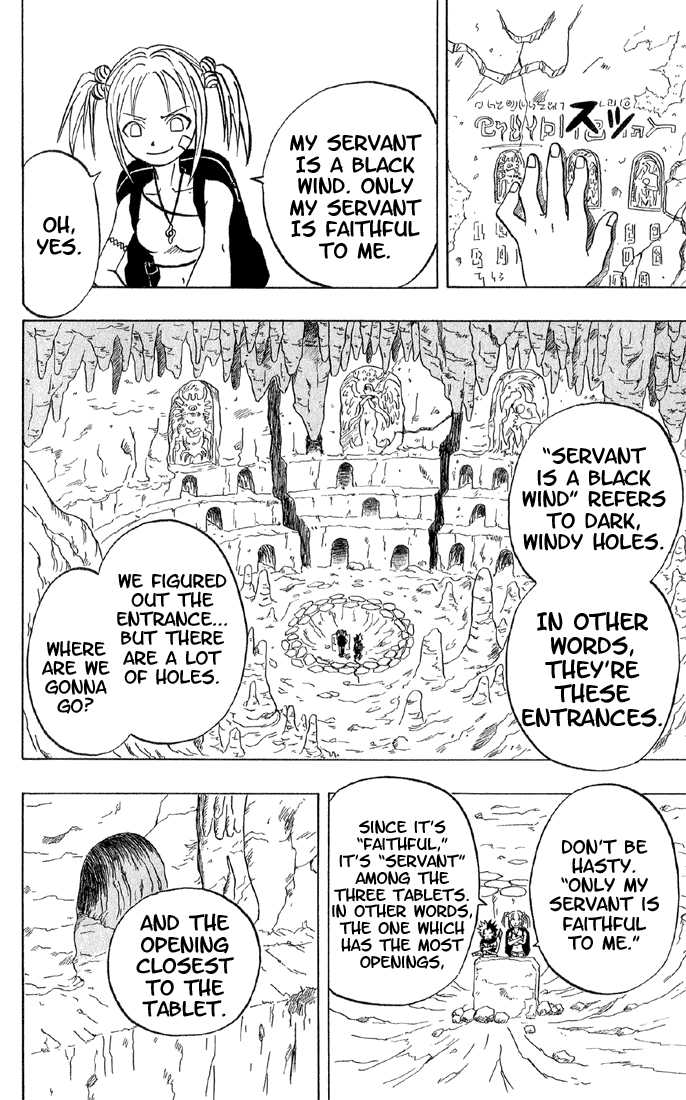 スッ
MY SERVANT
IS A BLACK
WIND. ONLY
MY SERVANT
IS FAITHFUL
TO ME.
OH,
YES.
"SERVANT
IS A BLACK
WIND" REFERS
TO DARK,
WINDY HOLES.
IN OTHER
WORDS,
THEY'RE
THESE
ENTRANCES.
WE FIGURED
OUT THE
ENTRANCE...
BUT THERE
ARE A LOT
OF HOLES.
WHERE
ARE WE
GONNA
GO?
DON'T BE
HASTY.
"ONLY MY
SERVANT IS
FAITHFUL
TO ME."
SINCE IT'S
"FAITHFUL,"
IT'S "SERVANT"
AMONG THE
THREE TABLETS.
IN OTHER WORDS,
THE ONE WHICH
HAS THE MOST
OPENINGS,
AND THE
OPENING
CLOSEST
TO THE
TABLET.